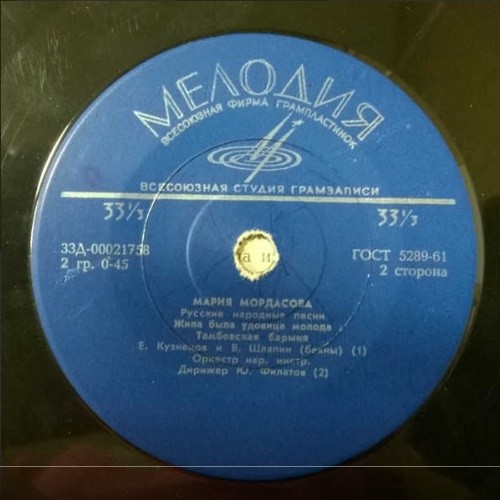 МЕЛОДИЯ
ВСЕСОЮЗНАЯ ФИРМА ГРАМПЛАСТИНОК
ВСЕСОЮЗНАЯ СТУДИЯ ГРАМЗАПИСИ
33⅓ 33⅓
33Д-00021758 ГОСТ 5289-61
2 гр. 0-45 2 сторона
а и
МАРИЯ МОРДАСОВА
Русские народные песни
Жила была удовица молода
Тамбовская барыня
Е. Кузнецов и В. Шляпин (баяны) (1)
Оркестр нар. инстр.
Дирижер Ю. Филатов (2)